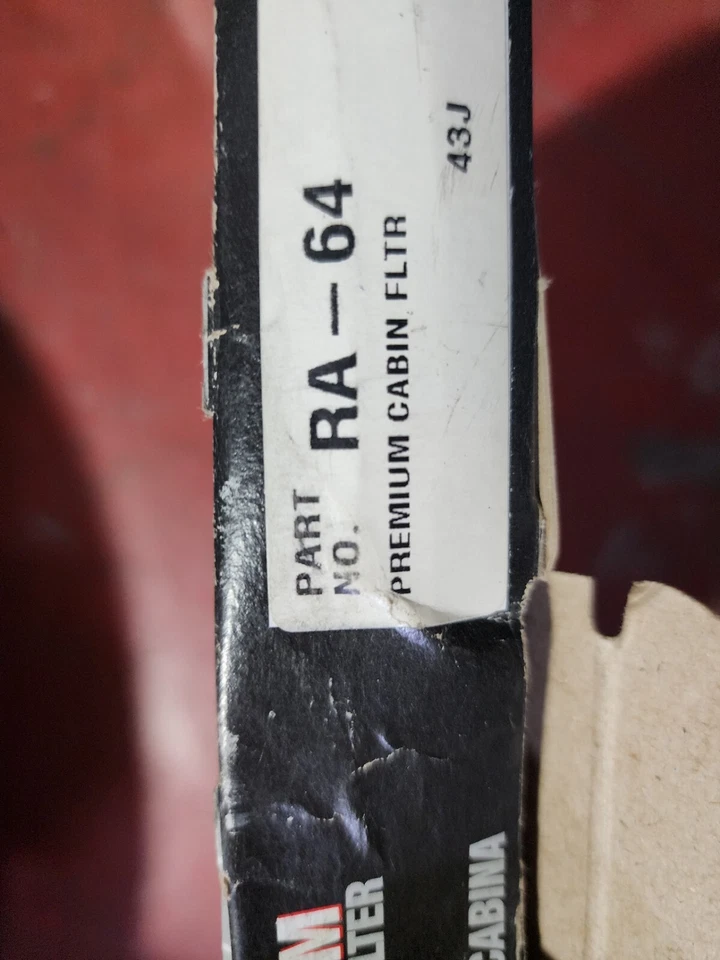 PART
NO. RA-64
PREMIUM CABIN FLTR
43J
M
LTER
CABINA